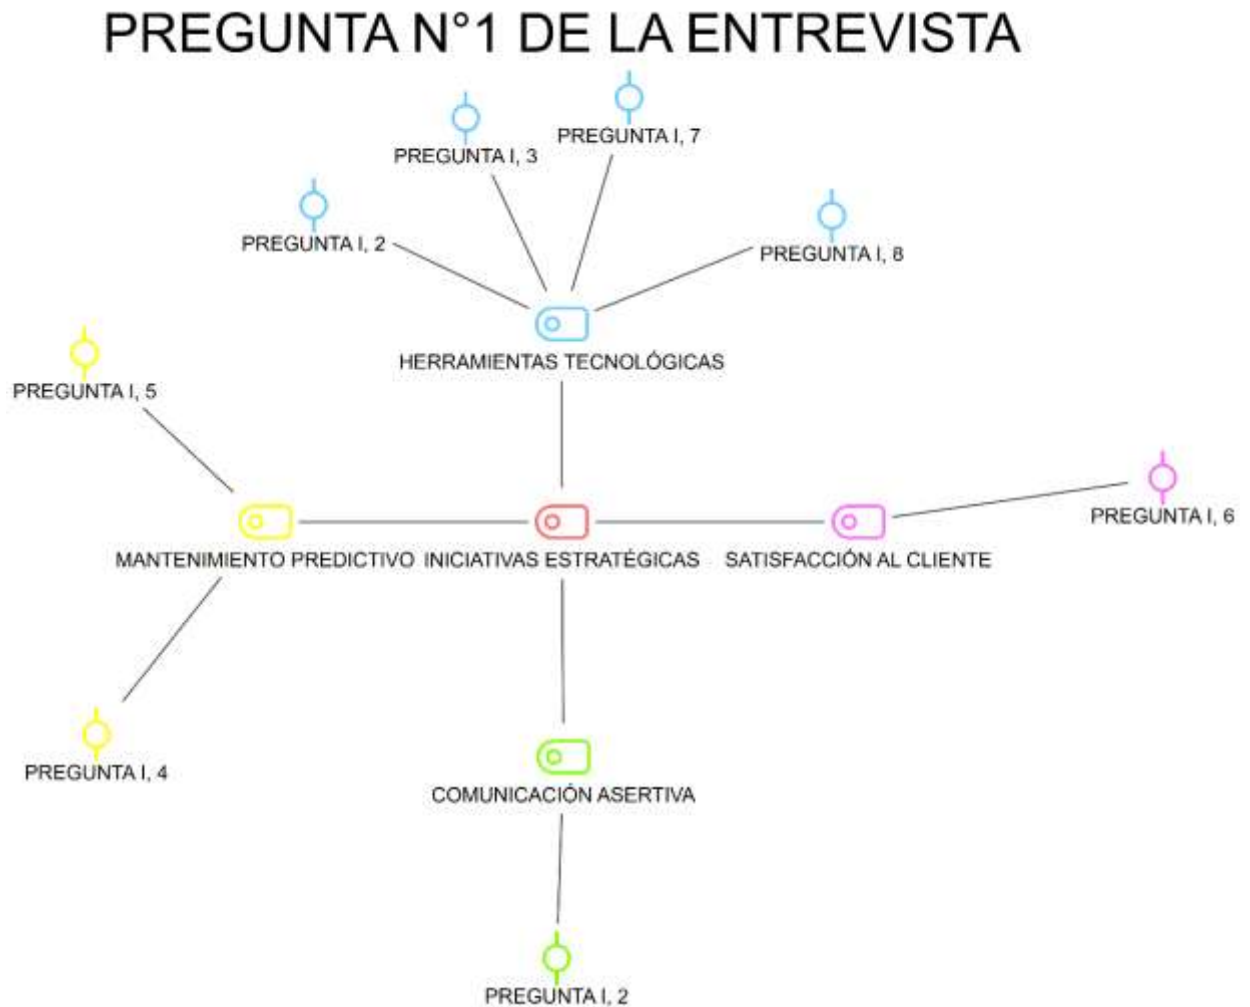 PREGUNTA N°1 DE LA ENTREVISTA
PREGUNTA I, 7
PREGUNTA I, 3
PREGUNTA I, 2
PREGUNTA I, 8
HERRAMIENTAS TECNOLÓGICAS
PREGUNTA I, 5
PREGUNTA I, 6
MANTENIMIENTO PREDICTIVO
INICIATIVAS ESTRATÉGICAS
SATISFACCIÓN AL CLIENTE
PREGUNTA I, 4
COMUNICACIÓN ASERTIVA
PREGUNTA I, 2